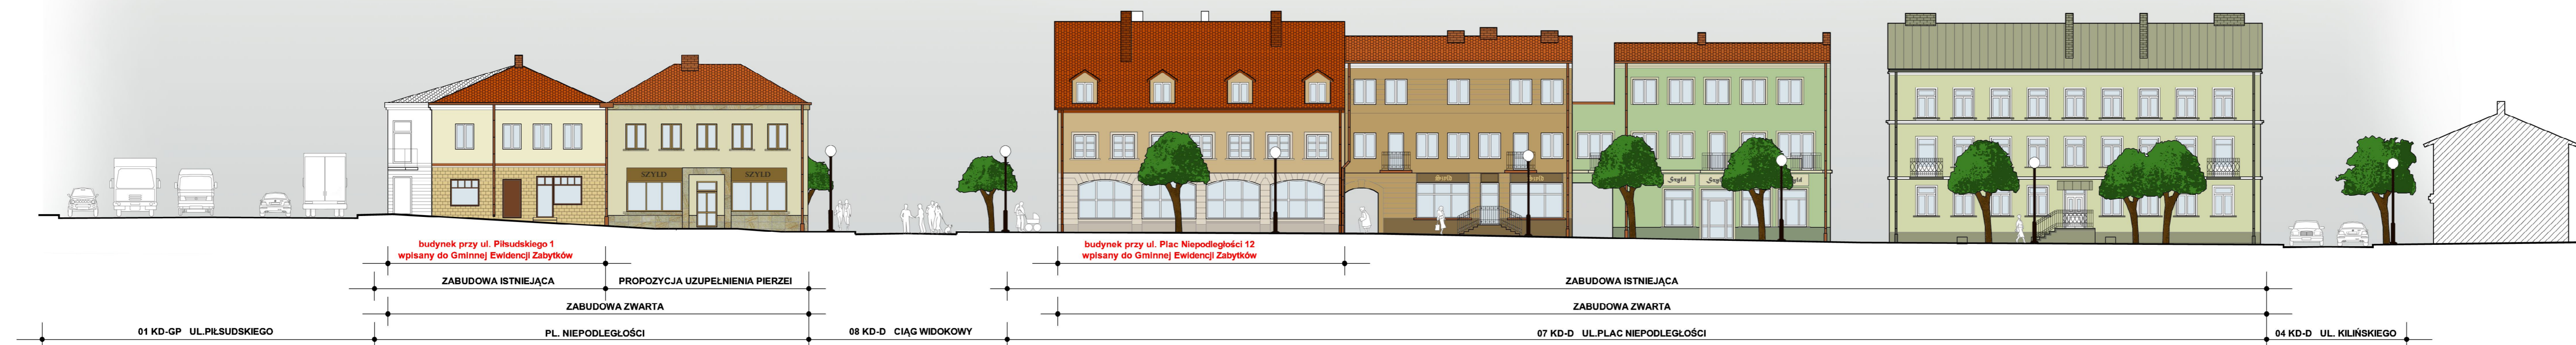 SZYLD
SZYLD
Szyld
Szyld
Szyld
budynek przy ul. Piłsudskiego 1
wpisany do Gminnej Ewidencji Zabytków
budynek przy ul. Plac Niepodległości 12
wpisany do Gminnej Ewidencji Zabytków
ZABUDOWA ISTNIEJĄCA
PROPOZYCJA UZUPEŁNIENIA PIERZEI
ZABUDOWA ISTNIEJĄCA
ZABUDOWA ZWARTA
ZABUDOWA ZWARTA
01 KD-GP UL.PIŁSUDSKIEGO
PL. NIEPODLEGŁOŚCI
08 KD-D CIĄG WIDOKOWY
07 KD-D UL.PLAC NIEPODLEGŁOŚCI
04 KD-D UL. KILIŃSKIEGO